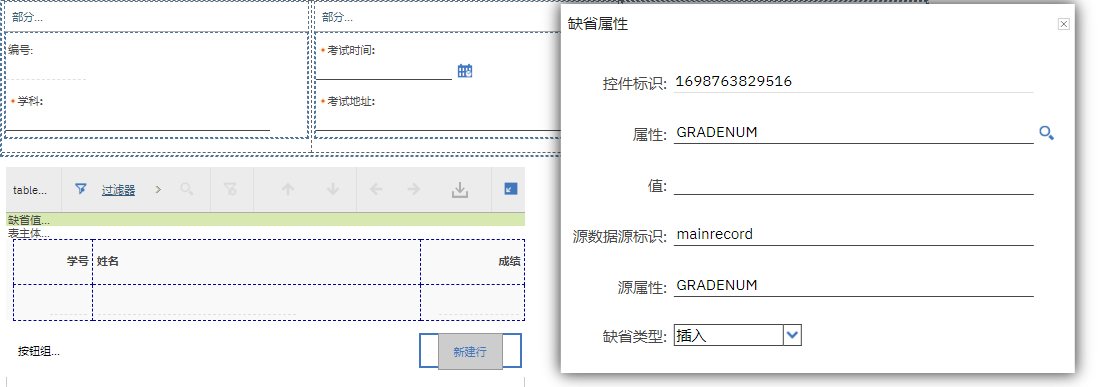 部分...
部分...
编号:
* 考试时间:
* 学科:
* 考试地址:
table...
过滤器
缺省值...
表主体...
学号
姓名
成绩
按钮组...
新建行
缺省属性
控件标识: 1698763829516
属性: GRADENUM
值:
源数据源标识: mainrecord
源属性: GRADENUM
缺省类型: 插入